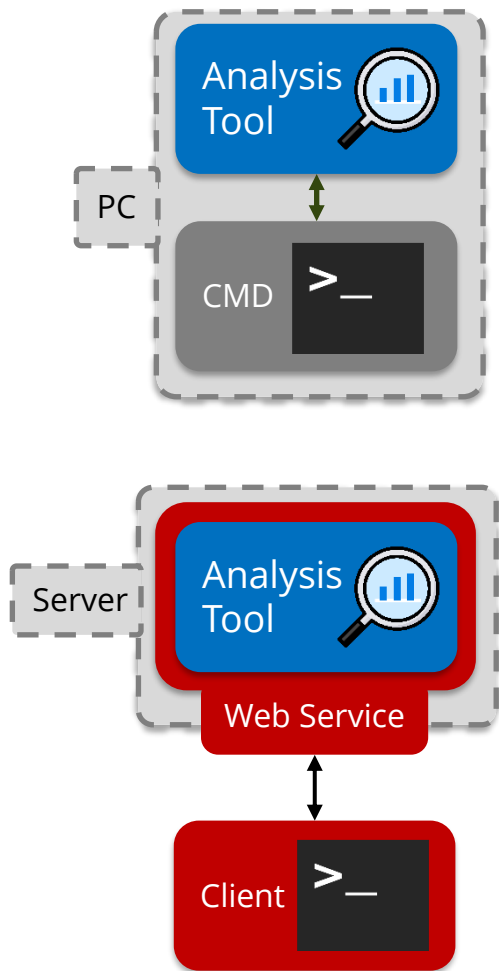 Analysis
Tool
PC
CMD
>_
Analysis
Tool
Server
Web Service
Client
>_